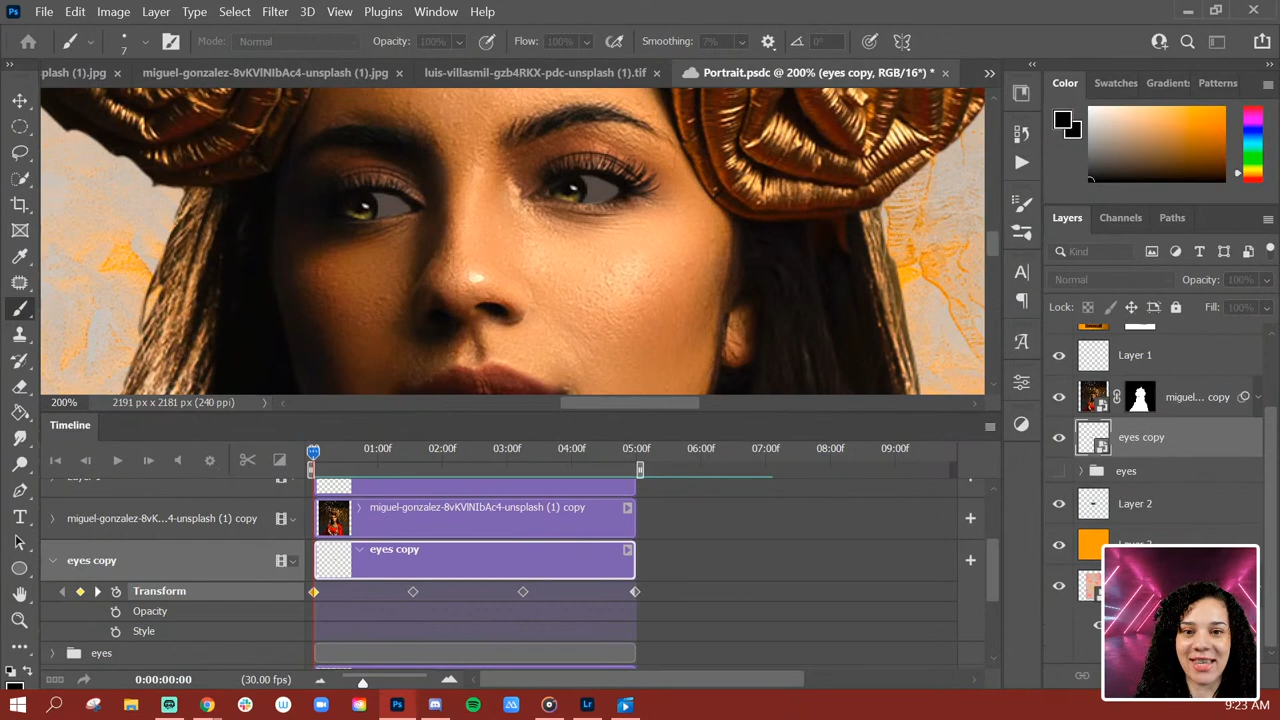 Ps File Edit Image Layer Type Select Filter 3D View Plugins Window Help
7 Mode: Normal Opacity: 100% Flow: 100% Smoothing: 7% 0°
plash (1).jpg × miguel-gonzalez-8vKVlNIbAc4-unsplash (1).jpg × luis-villasmil-gzb4RKX-pdc-unsplash (1).tif × Portrait.psdc @ 200% (eyes copy, RGB/16*) * ×
Color Swatches Gradient Patterns
Layers Channels Paths
Kind
Normal Opacity: 100%
Lock: Fill: 100%
Layer 1
miguel... copy
eyes copy
eyes
Layer 2
200% 2191 px x 2181 px (240 ppi)
Timeline
01:00f 02:00f 03:00f 04:00f 05:00f 06:00f 07:00f 08:00f 09:00f
miguel-gonzalez-8vK...4-unsplash (1) copy miguel-gonzalez-8vKVlNIbAc4-unsplash (1) copy
eyes copy eyes copy
Transform
Opacity
Style
eyes
0:00:00:00 (30.00 fps)
Ps Lr
9:23 AM